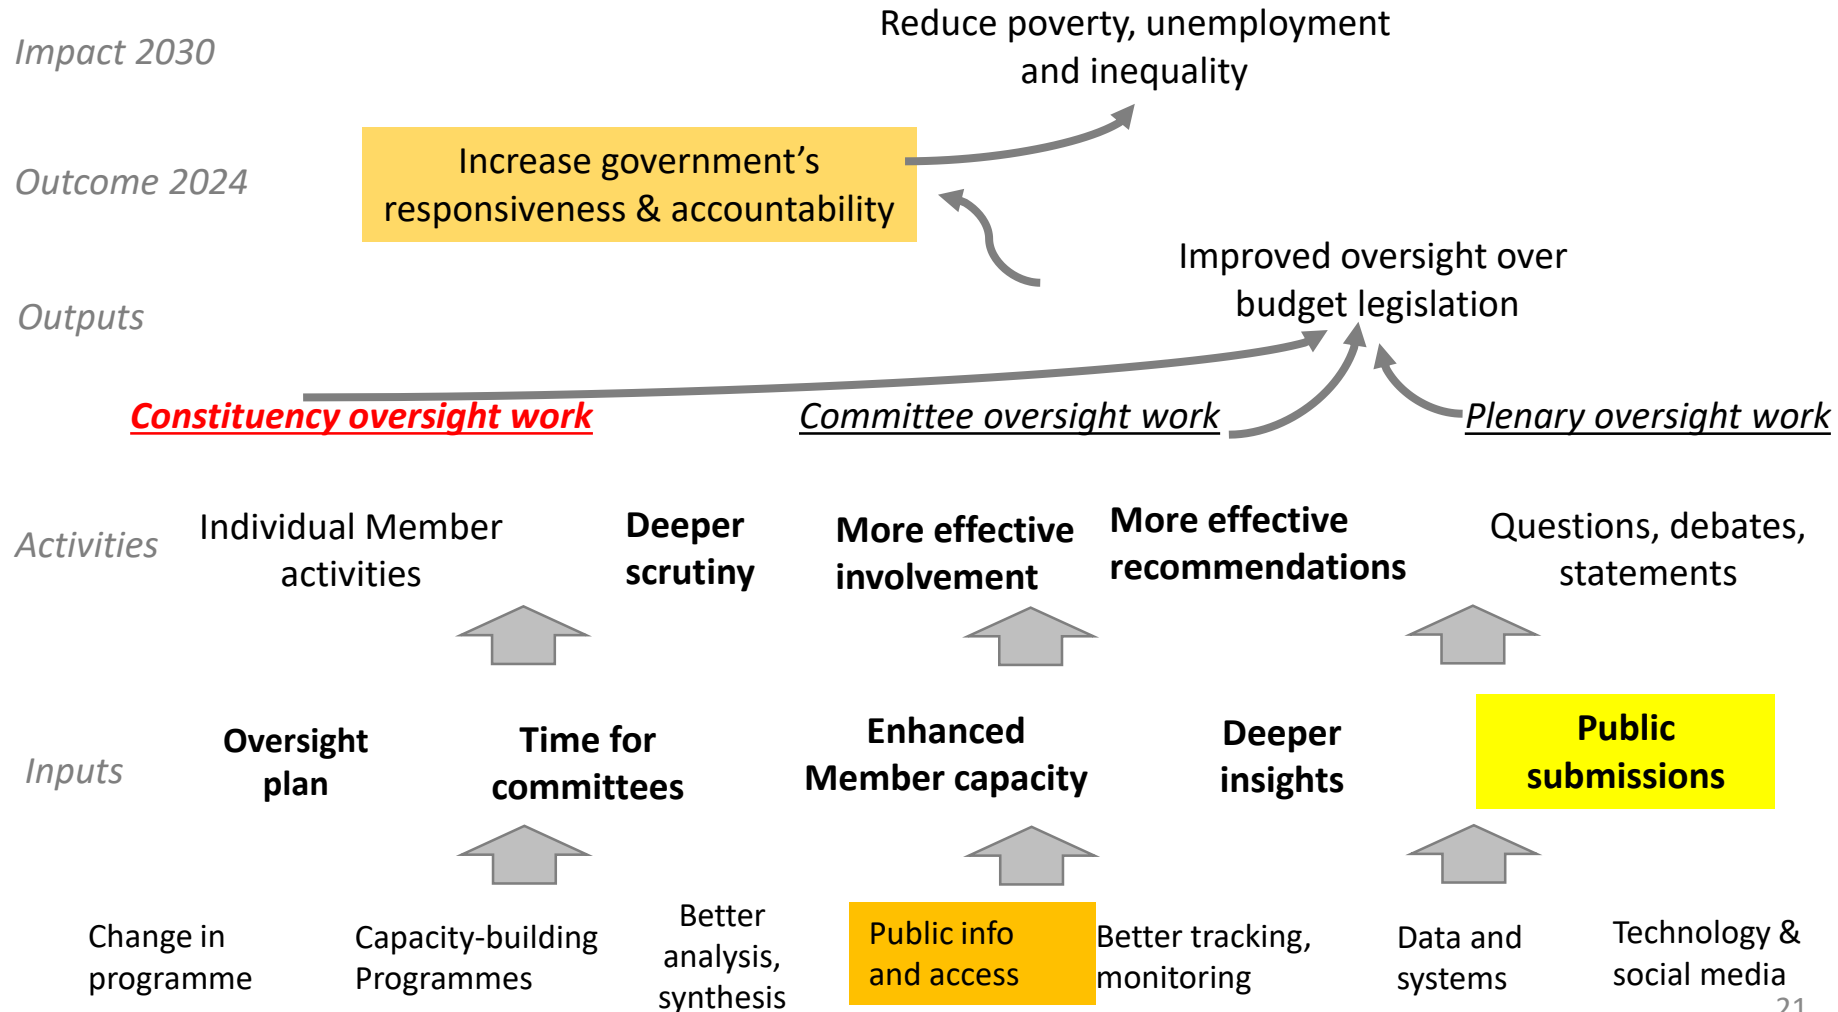 Impact 2030
Reduce poverty, unemployment
and inequality
Outcome 2024
Increase government’s
responsiveness & accountability
Outputs
Improved oversight over
budget legislation
Constituency oversight work
Committee oversight work
Plenary oversight work
Activities
Individual Member
activities
Deeper
scrutiny
More effective
involvement
More effective
recommendations
Questions, debates,
statements
Inputs
Oversight
plan
Time for
committees
Enhanced
Member capacity
Deeper
insights
Public
submissions
Change in
programme
Capacity-building
Programmes
Better
analysis,
synthesis
Public info
and access
Better tracking,
monitoring
Data and
systems
Technology &
social media
21